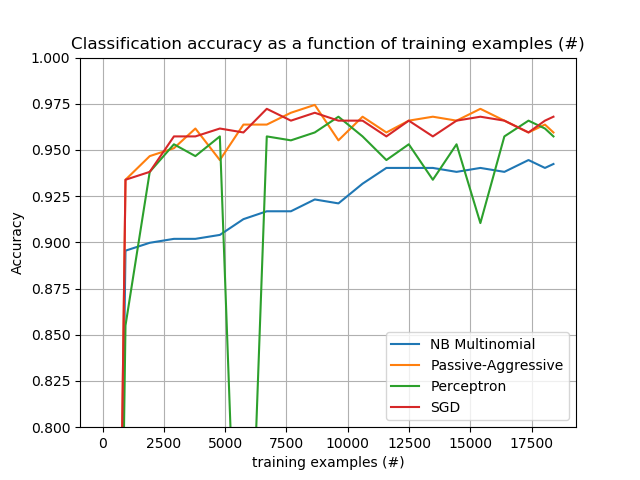 Classification accuracy as a function of training examples (#)
1.000
0.975
0.950
0.925
0.900
0.875
0.850
0.825
0.800
Accuracy
NB Multinomial
Passive-Aggressive
Perceptron
SGD
0 2500 5000 7500 10000 12500 15000 17500
training examples (#)